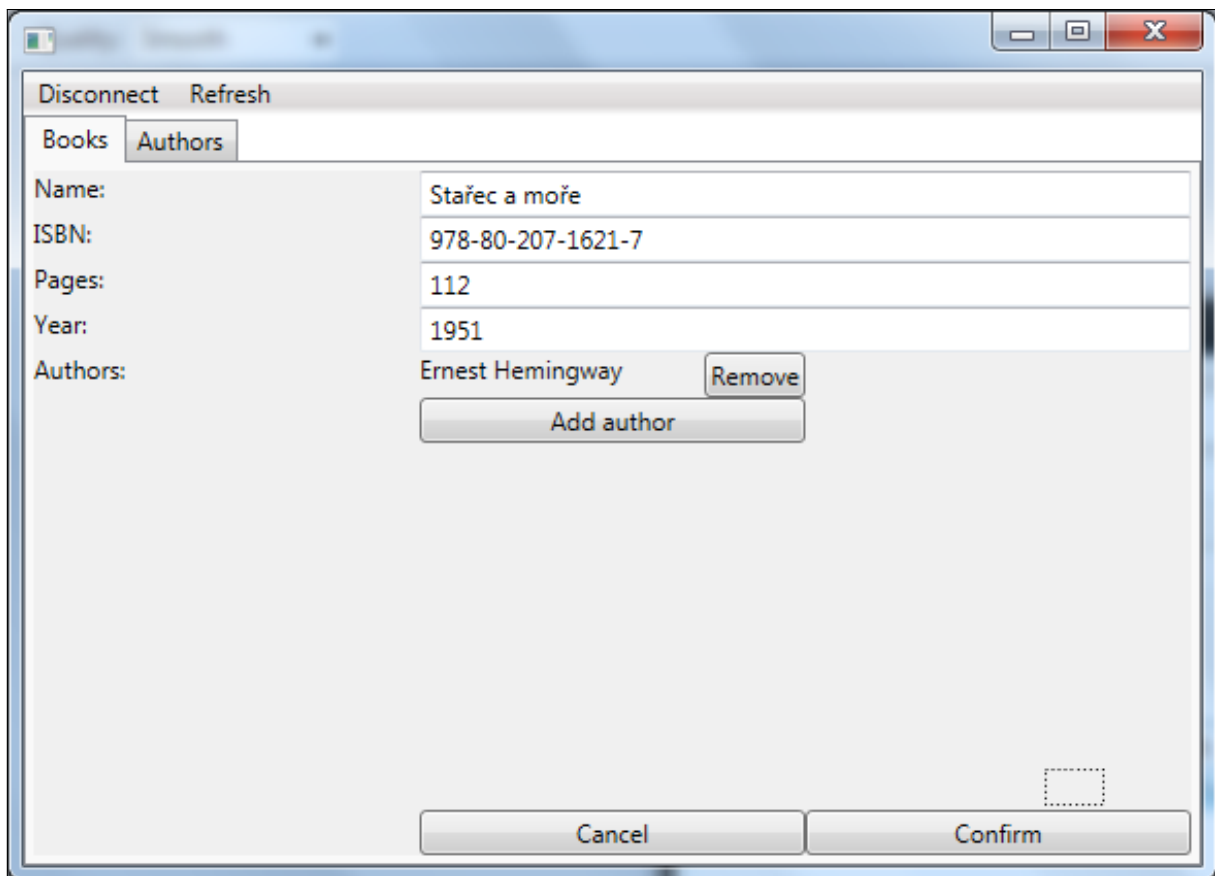 Disconnect Refresh
Books Authors
Name: Stařec a moře
ISBN: 978-80-207-1621-7
Pages: 112
Year: 1951
Authors: Ernest Hemingway Remove
Add author
Cancel Confirm